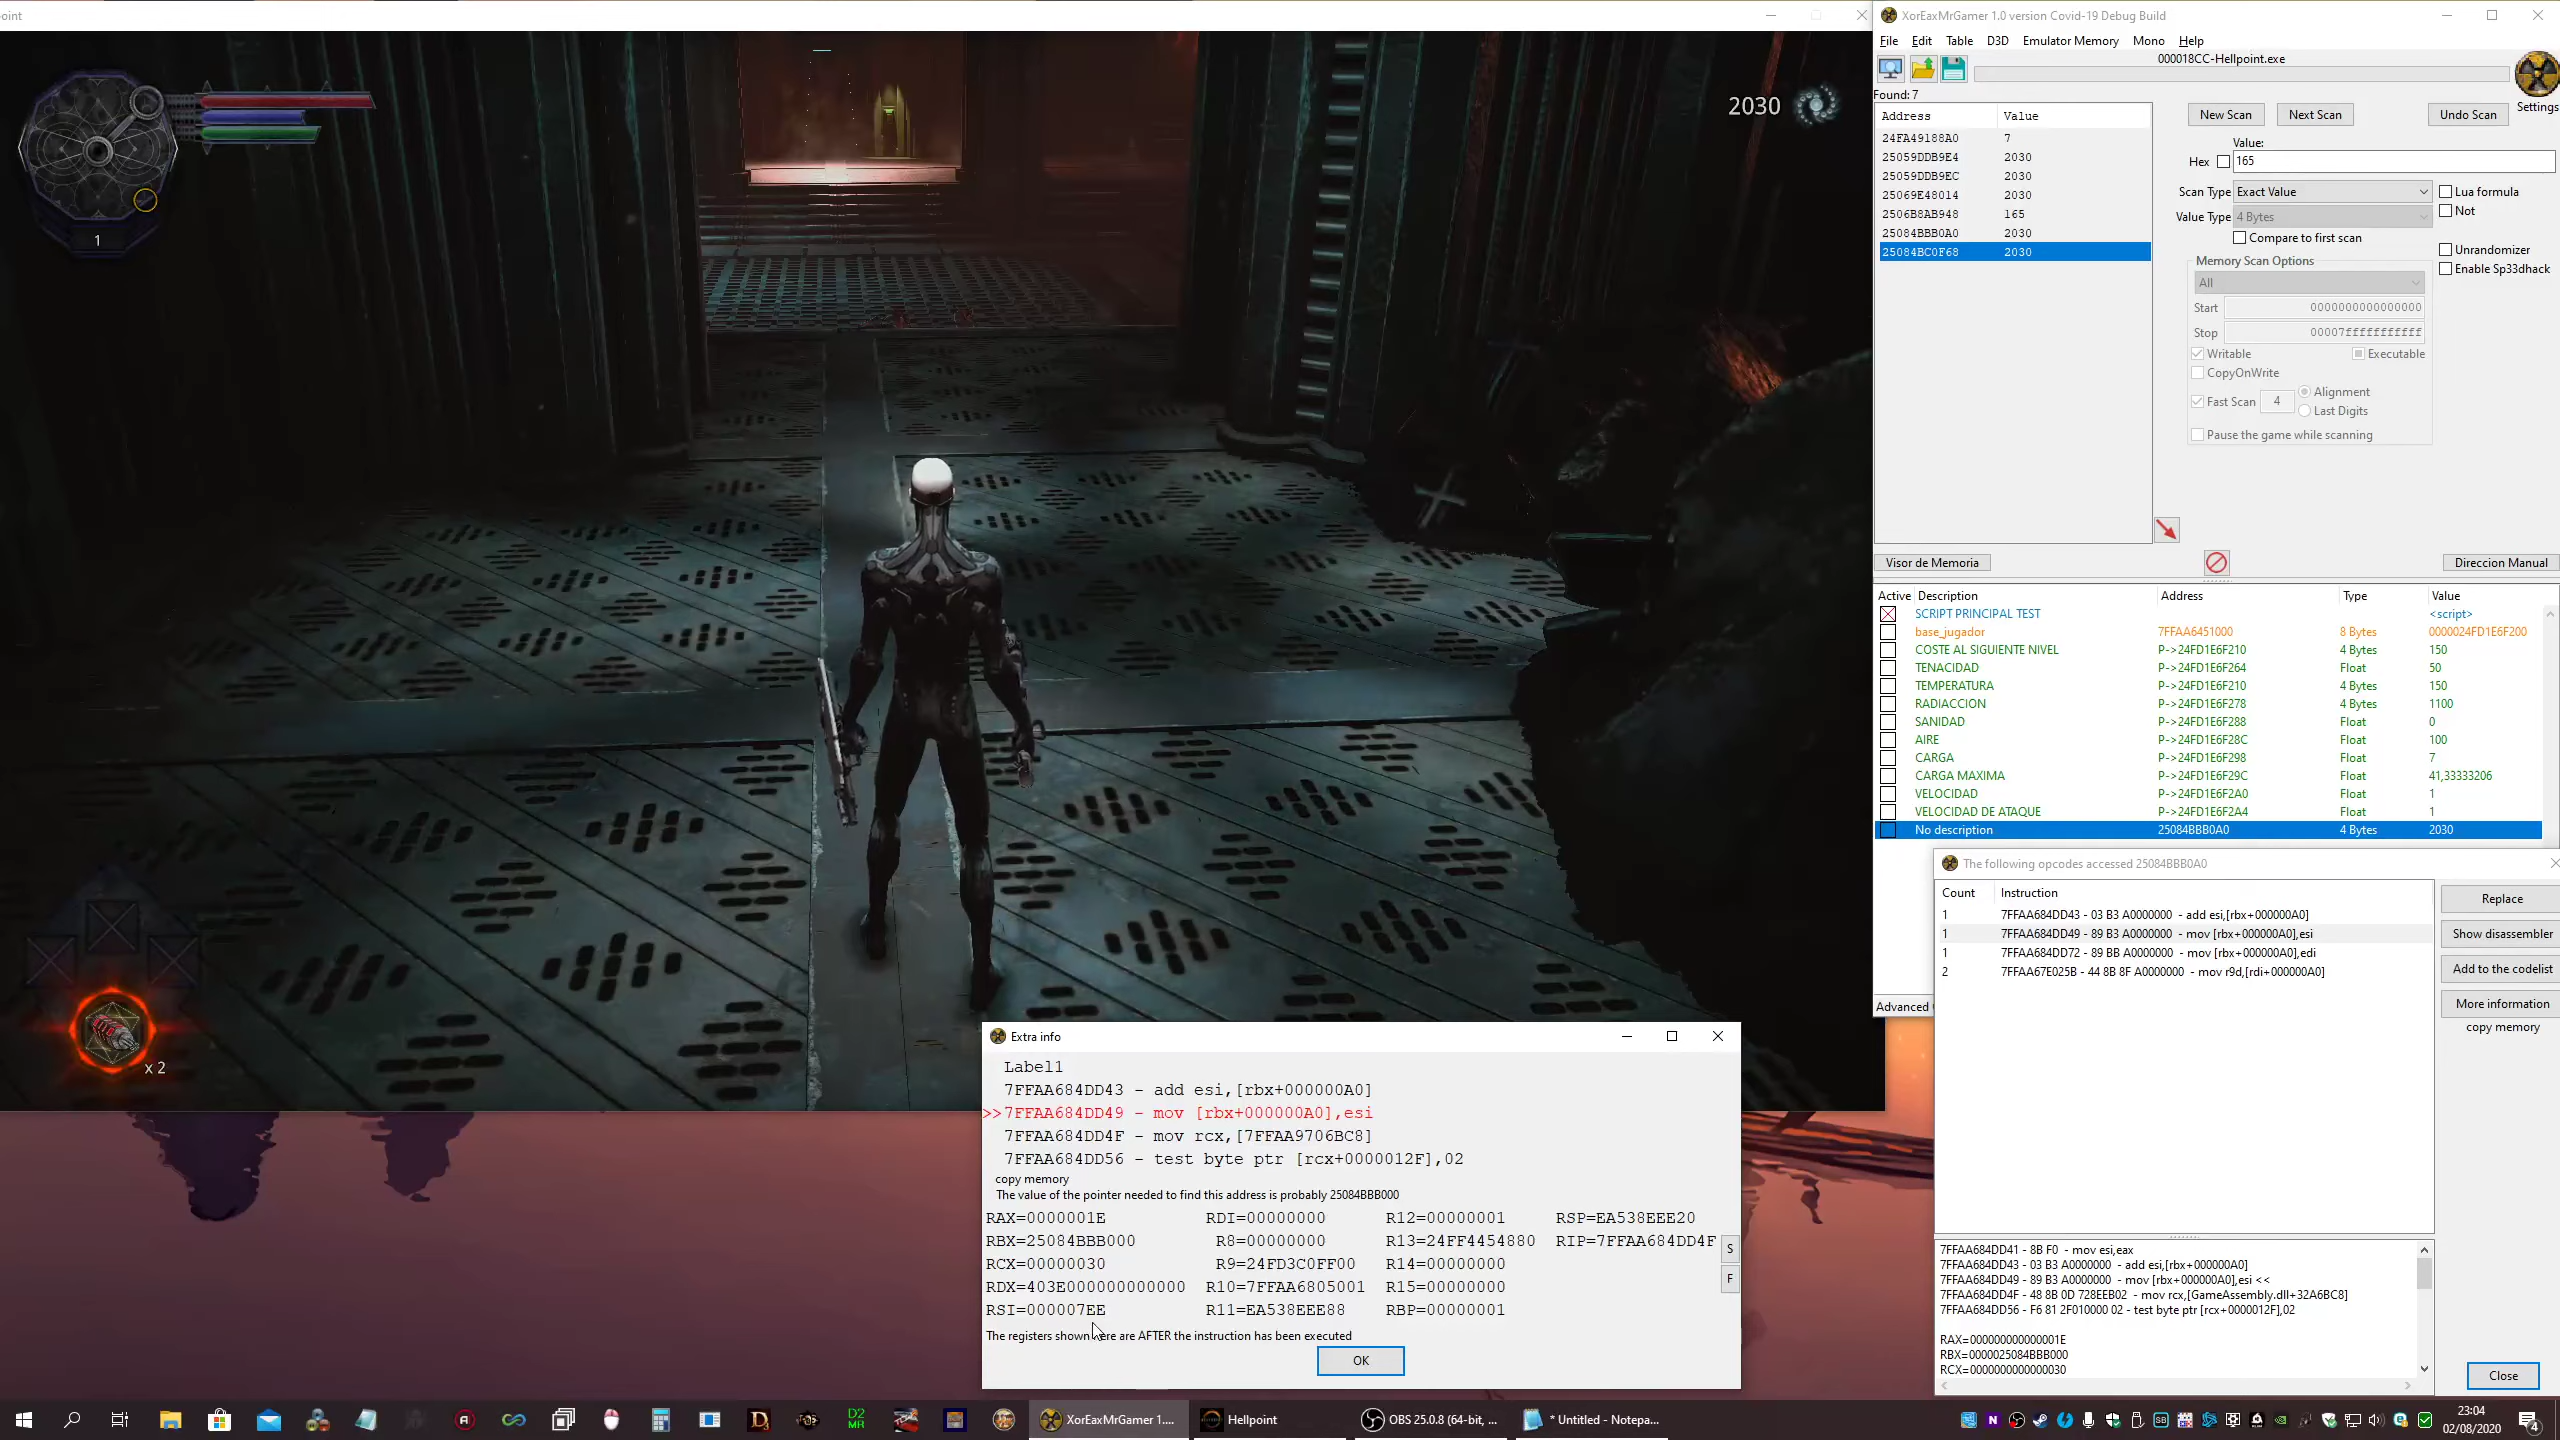 oint
2030
1
x 2
XorEaxMrGamer 1.0 version Covid-19 Debug Build
File Edit Table D3D Emulator Memory Mono Help
000018CC-Hellpoint.exe
Settings
Found: 7
Address Value
24FA49188A0 7
25059DDB9E4 2030
25059DDB9EC 2030
25069E48014 2030
2506B8AB948 165
25084BBB0A0 2030
25084BC0F68 2030
New Scan Next Scan Undo Scan
Value:
Hex 165
Scan Type Exact Value Lua formula
Value Type 4 Bytes Not
Compare to first scan
Unrandomizer
Enable Sp33dhack
Memory Scan Options
All
Start 0000000000000000
Stop 00007fffffffffff
Writable Executable
CopyOnWrite
Fast Scan 4 Alignment
Last Digits
Pause the game while scanning
Visor de Memoria Direccion Manual
Active Description Address Type Value
SCRIPT PRINCIPAL TEST <script>
base_jugador 7FFAA6451000 8 Bytes 0000024FD1E6F200
COSTE AL SIGUIENTE NIVEL P->24FD1E6F210 4 Bytes 150
TENACIDAD P->24FD1E6F264 Float 50
TEMPERATURA P->24FD1E6F210 4 Bytes 150
RADIACCION P->24FD1E6F278 4 Bytes 1100
SANIDAD P->24FD1E6F288 Float 0
AIRE P->24FD1E6F28C Float 100
CARGA P->24FD1E6F298 Float 7
CARGA MAXIMA P->24FD1E6F29C Float 41,33333206
VELOCIDAD P->24FD1E6F2A0 Float 1
VELOCIDAD DE ATAQUE P->24FD1E6F2A4 Float 1
No description 25084BBB0A0 4 Bytes 2030
Advanced
The following opcodes accessed 25084BBB0A0
Count Instruction
1 7FFAA684DD43 - 03 B3 A0000000 - add esi,[rbx+000000A0]
1 7FFAA684DD49 - 89 B3 A0000000 - mov [rbx+000000A0],esi
1 7FFAA684DD72 - 89 BB A0000000 - mov [rbx+000000A0],edi
2 7FFAA67E025B - 44 8B 8F A0000000 - mov r9d,[rdi+000000A0]
Replace
Show disassembler
Add to the codelist
More information
copy memory
7FFAA684DD41 - 8B F0 - mov esi,eax
7FFAA684DD43 - 03 B3 A0000000 - add esi,[rbx+000000A0]
7FFAA684DD49 - 89 B3 A0000000 - mov [rbx+000000A0],esi <<
7FFAA684DD4F - 48 8B 0D 728EEB02 - mov rcx,[GameAssembly.dll+32A6BC8]
7FFAA684DD56 - F6 81 2F010000 02 - test byte ptr [rcx+0000012F],02
RAX=000000000000001E
RBX=0000025084BBB000
RCX=0000000000000030
Close
Extra info
Label1
7FFAA684DD43 - add esi,[rbx+000000A0]
>>7FFAA684DD49 - mov [rbx+000000A0],esi
7FFAA684DD4F - mov rcx,[7FFAA9706BC8]
7FFAA684DD56 - test byte ptr [rcx+0000012F],02
copy memory
The value of the pointer needed to find this address is probably 25084BBB000
RAX=0000001E RDI=00000000 R12=00000001 RSP=EA538EEE20
RBX=25084BBB000 R8=00000000 R13=24FF4454880 RIP=7FFAA684DD4F
RCX=00000030 R9=24FD3C0FF00 R14=00000000
RDX=403E000000000000 R10=7FFAA6805001 R15=00000000
RSI=000007EE R11=EA538EEE88 RBP=00000001
S
F
The registers shown here are AFTER the instruction has been executed
OK
XorEaxMrGamer 1.... Hellpoint OBS 25.0.8 (64-bit, ... * Untitled - Notepa...
23:04
02/08/2020
4